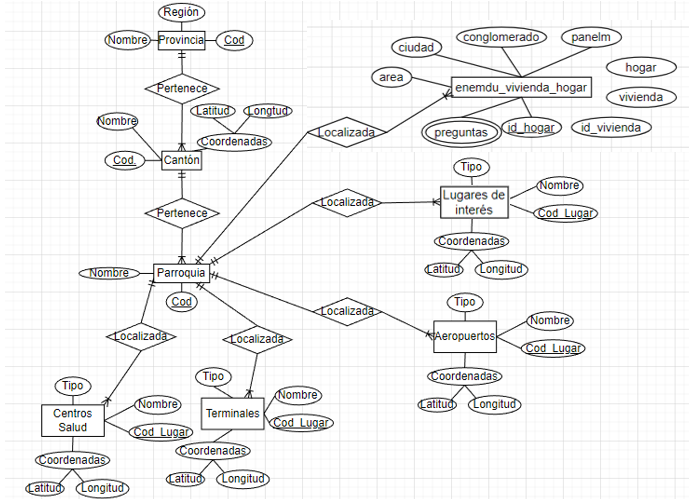 Región
Nombre
Provincia
Cod
Pertenece
Latitud
Longtud
Nombre
Coordenadas
Cod.
Cantón
Pertenece
Nombre
Parroquia
Cod
conglomerado
panelm
ciudad
hogar
area
enemdu_vivienda_hogar
vivienda
Localizada
preguntas
id_hogar
id_vivienda
Tipo
Localizada
Lugares de
interés
Nombre
Cod_Lugar
Coordenadas
Latitud
Longitud
Tipo
Localizada
Aeropuertos
Nombre
Cod_Lugar
Coordenadas
Latitud
Longitud
Localizada
Tipo
Centros
Salud
Nombre
Cod_Lugar
Coordenadas
Latitud
Longitud
Localizada
Tipo
Terminales
Nombre
Cod_Lugar
Coordenadas
Latitud
Longitud